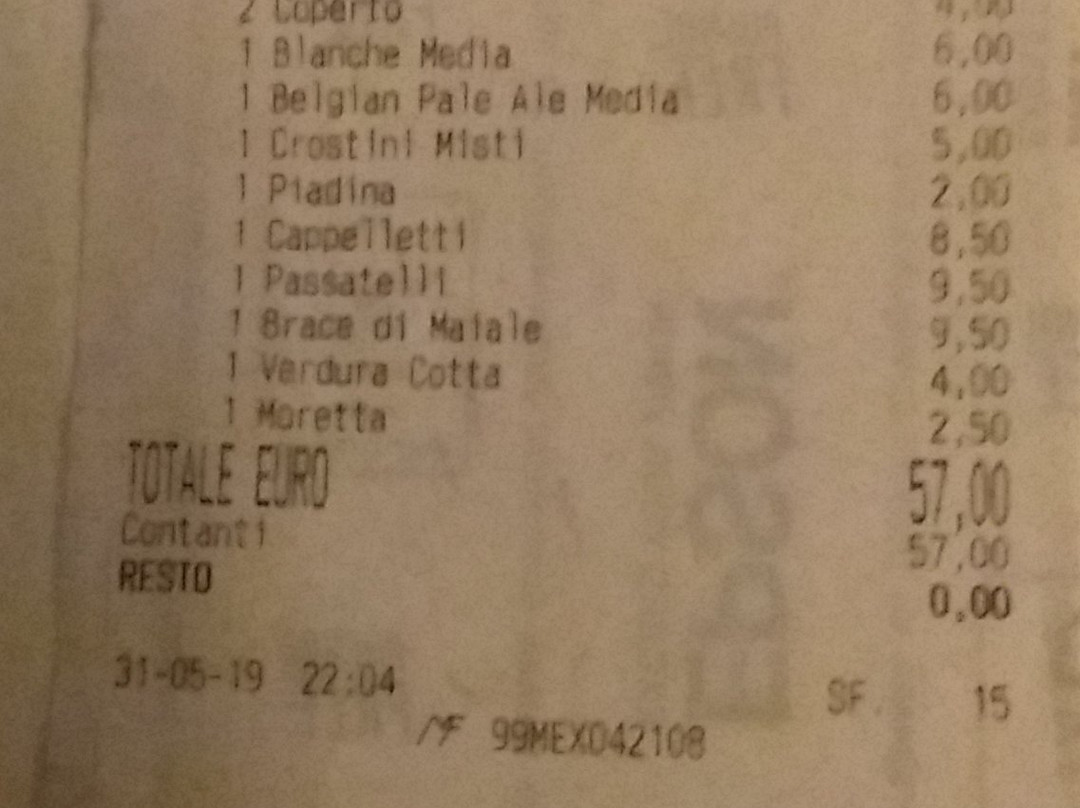 2 Coperto 4,00
1 Blanche Media 6,00
1 Belgian Pale Ale Media 6,00
1 Crostini Misti 5,00
1 Piadina 2,00
1 Cappelletti 8,50
1 Passatelli 9,50
1 Brace di Maiale 9,50
1 Verdura Cotta 4,00
1 Moretta 2,50
TOTALE EURO 57,00
Contanti 57,00
RESTO 0,00
31-05-19 22:04 SF. 15
MF 99MEX042108
EPSON